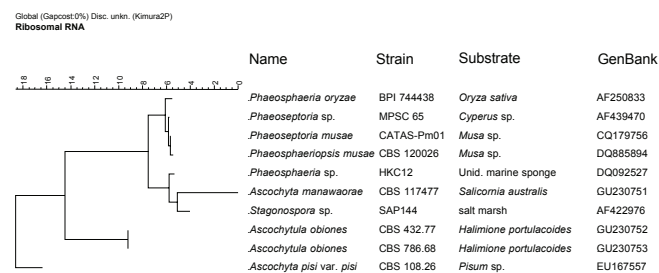 Global (Gapcost:0%) Disc. unkn. (Kimura2P)
Ribosomal RNA
Name Strain Substrate GenBank
18 16 14 12 10 8 6 4 2 0
.Phaeosphaeria oryzae BPI 744438 Oryza sativa AF250833
.Phaeoseptoria sp. MPSC 65 Cyperus sp. AF439470
.Phaeoseptoria musae CATAS-Pm01 Musa sp. CQ179756
.Phaeosphaeriopsis musae CBS 120026 Musa sp. DQ885894
.Phaeosphaeria sp. HKC12 Unid. marine sponge DQ092527
.Ascochyta manawaorae CBS 117477 Salicornia australis GU230751
.Stagonospora sp. SAP144 salt marsh AF422976
.Ascochytula obiones CBS 432.77 Halimione portulacoides GU230752
.Ascochytula obiones CBS 786.68 Halimione portulacoides GU230753
.Ascochyta pisi var. pisi CBS 108.26 Pisum sp. EU167557